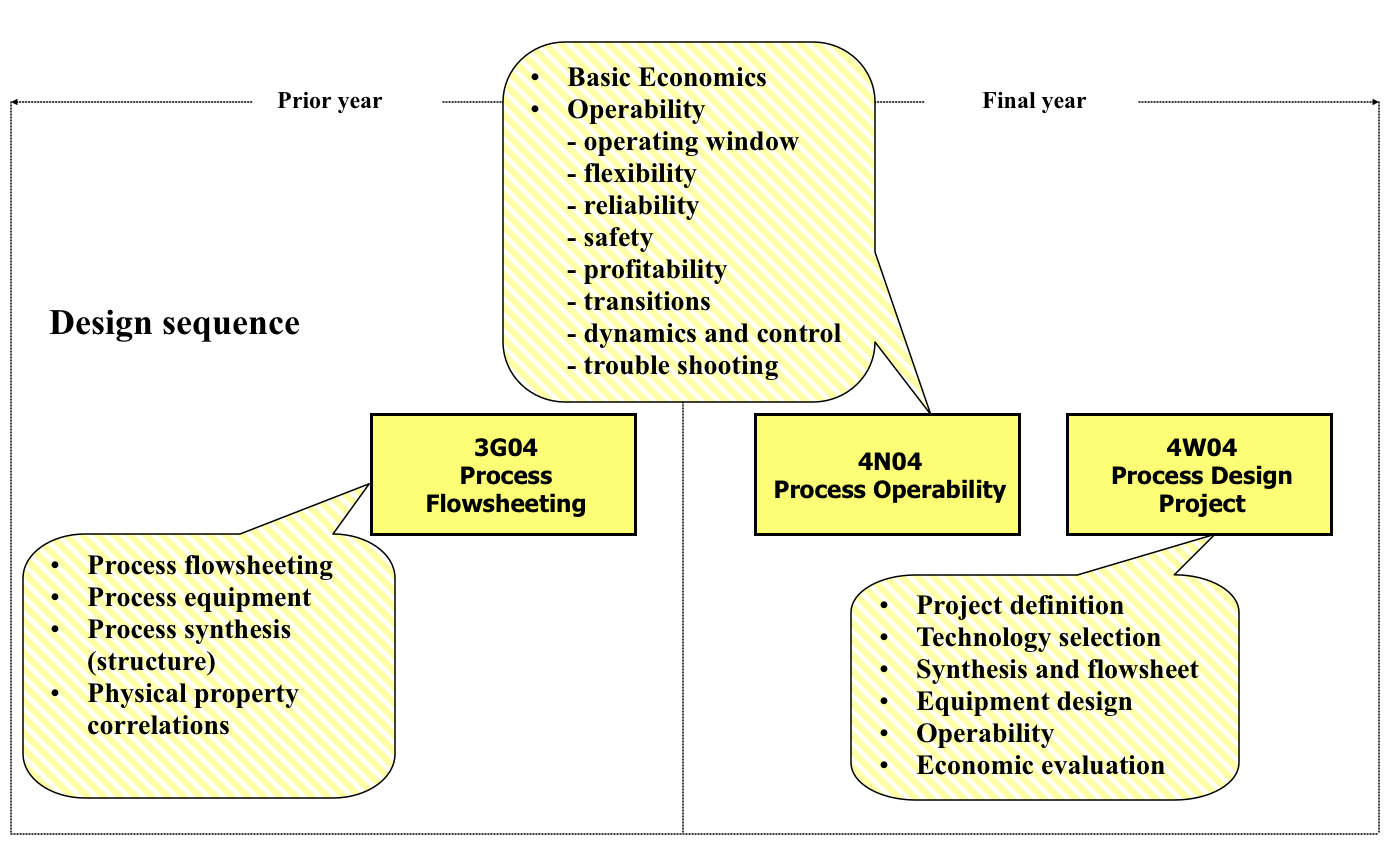 Prior year
Final year
• Basic Economics
• Operability
- operating window
- flexibility
- reliability
- safety
- profitability
- transitions
- dynamics and control
- trouble shooting
Design sequence
3G04
Process
Flowsheeting
4N04
Process Operability
4W04
Process Design
Project
• Process flowsheeting
• Process equipment
• Process synthesis
(structure)
• Physical property
correlations
• Project definition
• Technology selection
• Synthesis and flowsheet
• Equipment design
• Operability
• Economic evaluation